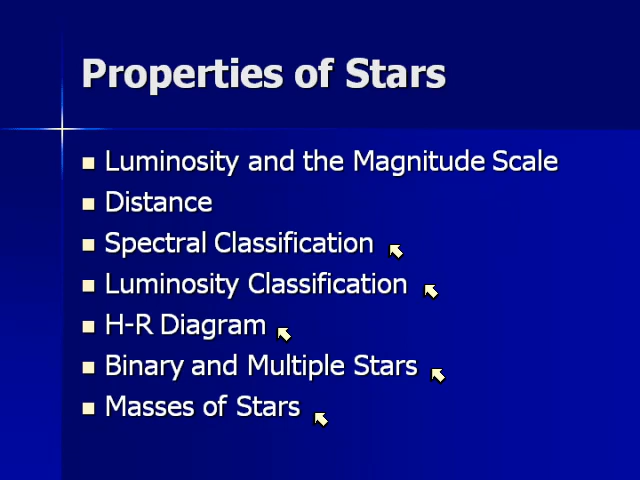 Properties of Stars
Luminosity and the Magnitude Scale
Distance
Spectral Classification
Luminosity Classification
H-R Diagram
Binary and Multiple Stars
Masses of Stars